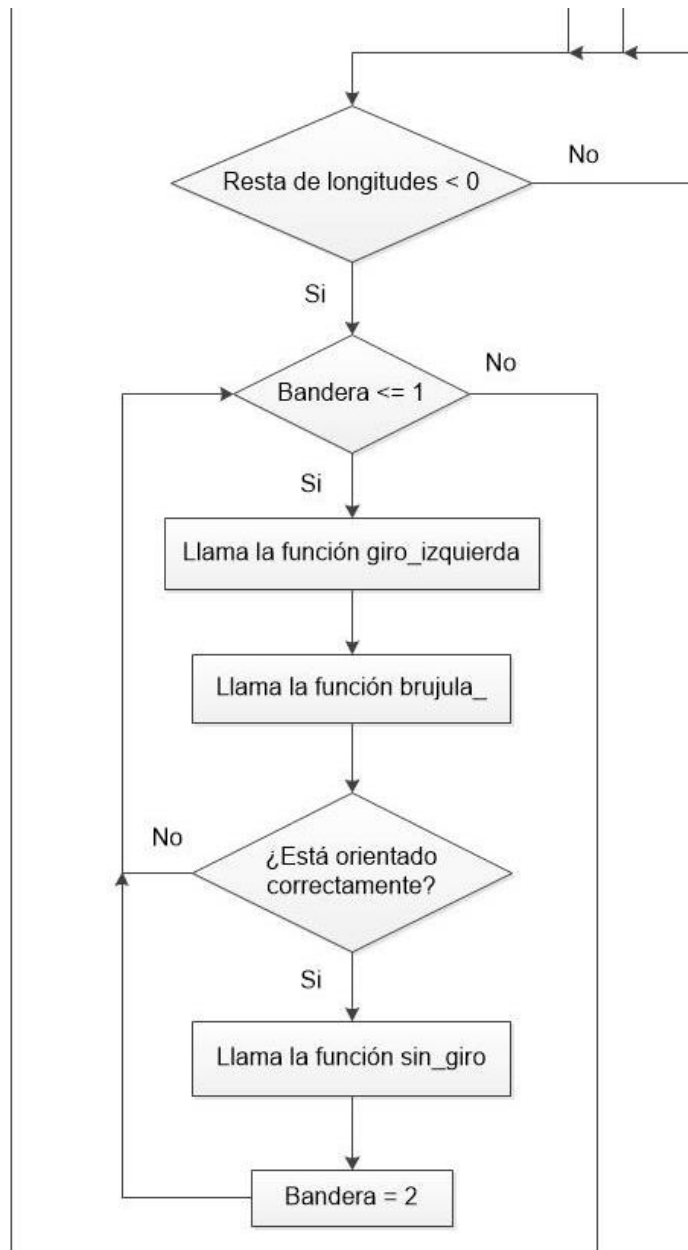 No
Resta de longitudes < 0
Si
No
Bandera <= 1
Si
Llama la función giro_izquierda
Llama la función brujula_
No
¿Está orientado
correctamente?
Si
Llama la función sin_giro
Bandera = 2